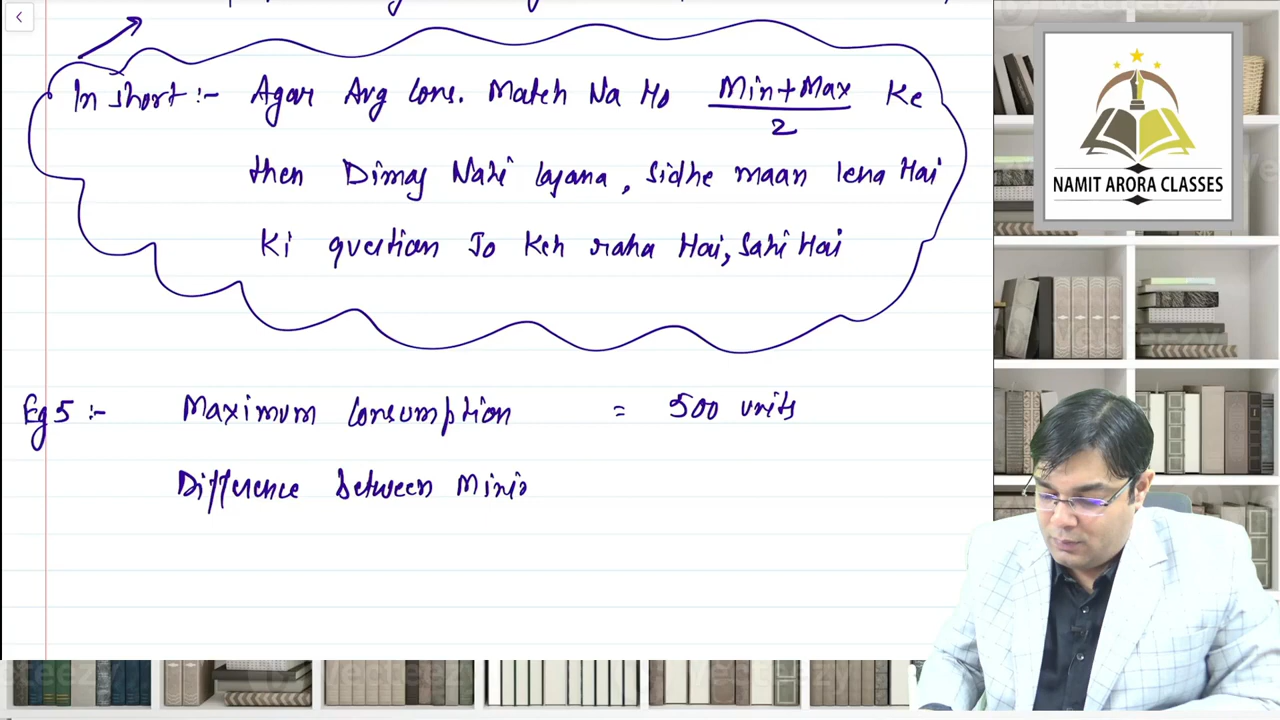 In short :- Agar Avg Cons. Match Na Ho Min+Max/2 Ke
then Dimag Nahi lagana, Sidhe maan lena Hai
Ki question Jo Keh raha Hai, Sahi Hai
Eg 5 :- Maximum Consumption = 500 units
Difference between Minim
NAMIT ARORA CLASSES
vecteezy